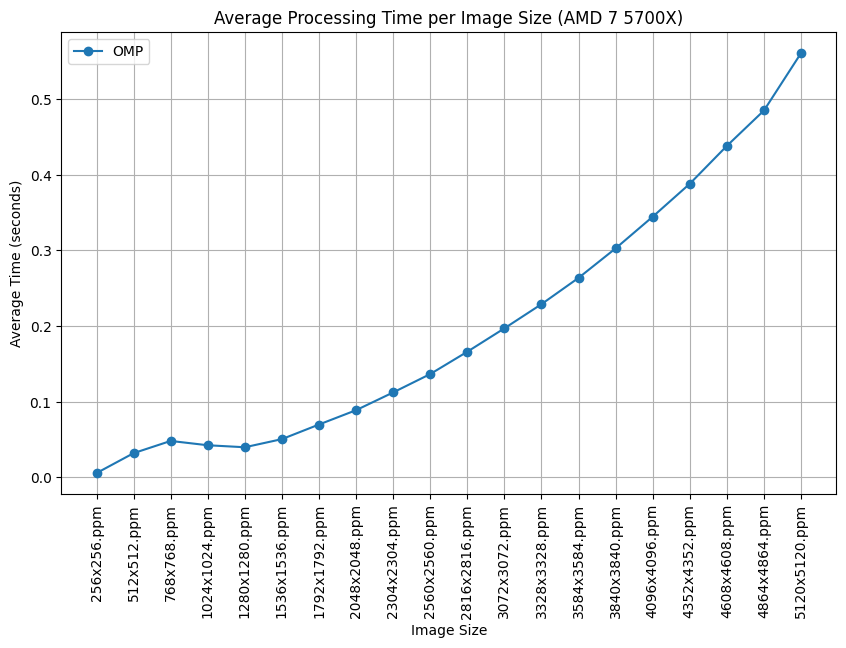 Average Processing Time per Image Size (AMD 7 5700X)
OMP
Average Time (seconds)
0.5
0.4
0.3
0.2
0.1
0.0
256x256.ppm
512x512.ppm
768x768.ppm
1024x1024.ppm
1280x1280.ppm
1536x1536.ppm
1792x1792.ppm
2048x2048.ppm
2304x2304.ppm
2560x2560.ppm
2816x2816.ppm
3072x3072.ppm
3328x3328.ppm
3584x3584.ppm
3840x3840.ppm
4096x4096.ppm
4352x4352.ppm
4608x4608.ppm
4864x4864.ppm
5120x5120.ppm
Image Size